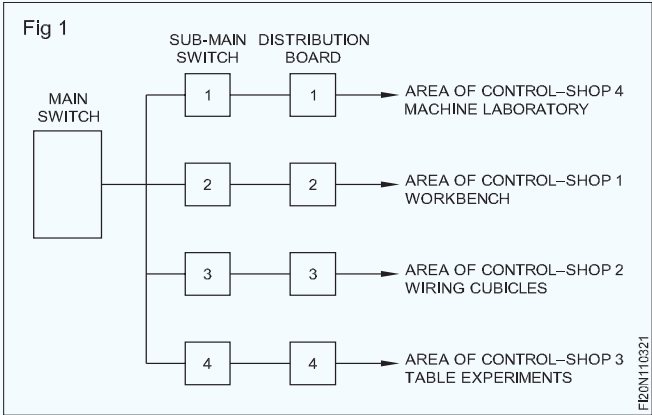 Fig 1
SUB-MAIN DISTRIBUTION
SWITCH BOARD
MAIN
SWITCH
1 1 AREA OF CONTROL–SHOP 4
MACHINE LABORATORY
2 2 AREA OF CONTROL–SHOP 1
WORKBENCH
3 3 AREA OF CONTROL–SHOP 2
WIRING CUBICLES
4 4 AREA OF CONTROL–SHOP 3
TABLE EXPERIMENTS
FI20N110321